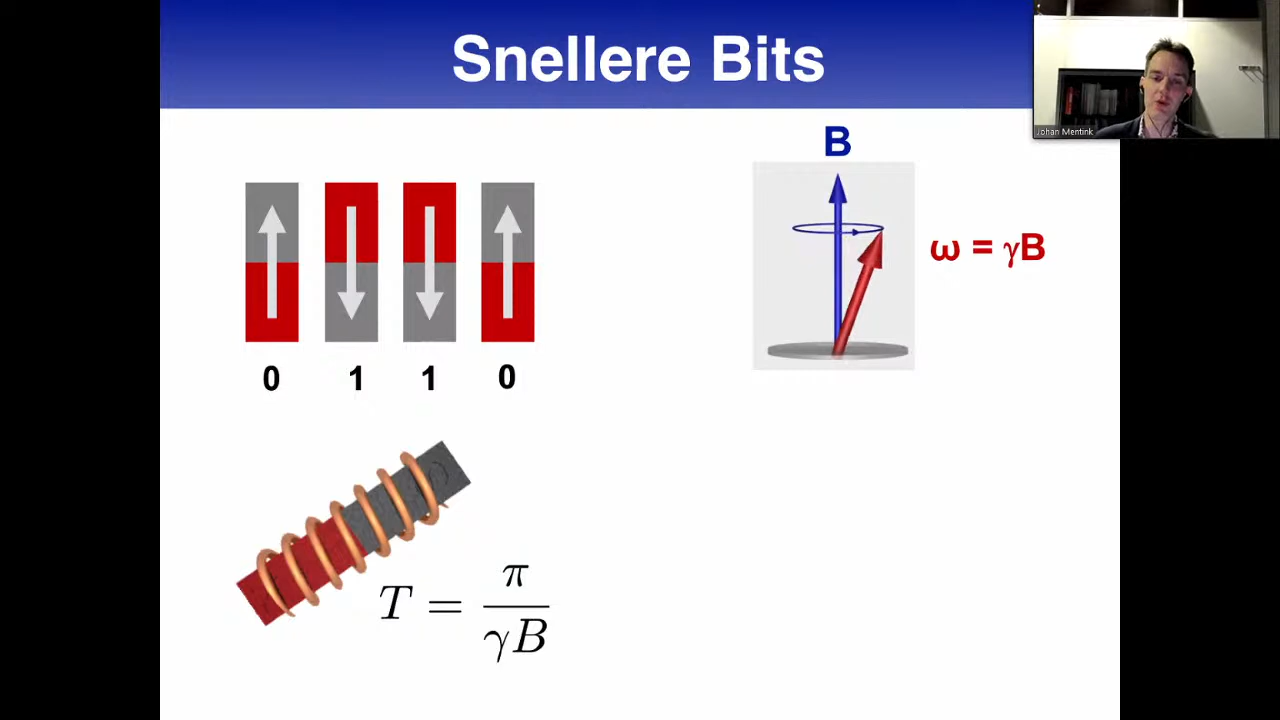 Snellere Bits
Johan Mentink
B
ω = γB
0 1 1 0
T = π / γB